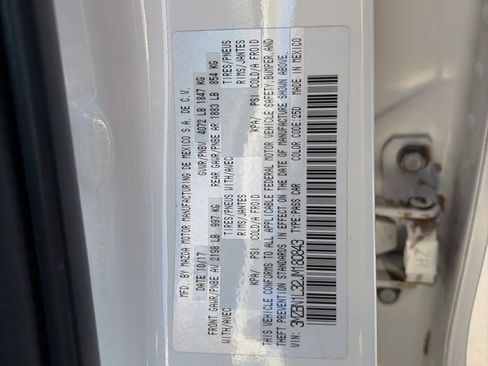 MFD. BY MAZDA MOTOR MANUFACTURING DE MEXICO S.A. DE C.V.
DATE: 10/17 GVWR/PNBV 4072 LB 1847 KG
FRONT GAWR/PNBE AV 2198 LB 997 KG REAR GAWR/PNBE AR 1883 LB 854 KG
WITH/AVEC TIRES/PNEUS WITH/AVEC TIRES/PNEUS
RIMS/JANTES RIMS/JANTES
KPA/ PSI COLD/A FROID KPA/ PSI COLD/A FROID
THIS VEHICLE CONFORMS TO ALL APPLICABLE FEDERAL MOTOR VEHICLE SAFETY, BUMPER, AND
THEFT PREVENTION STANDARDS IN EFFECT ON THE DATE OF MANUFACTURE SHOWN ABOVE.
VIN: TYPE: PASS CAR COLOR CODE: 25D MADE IN MEXICO